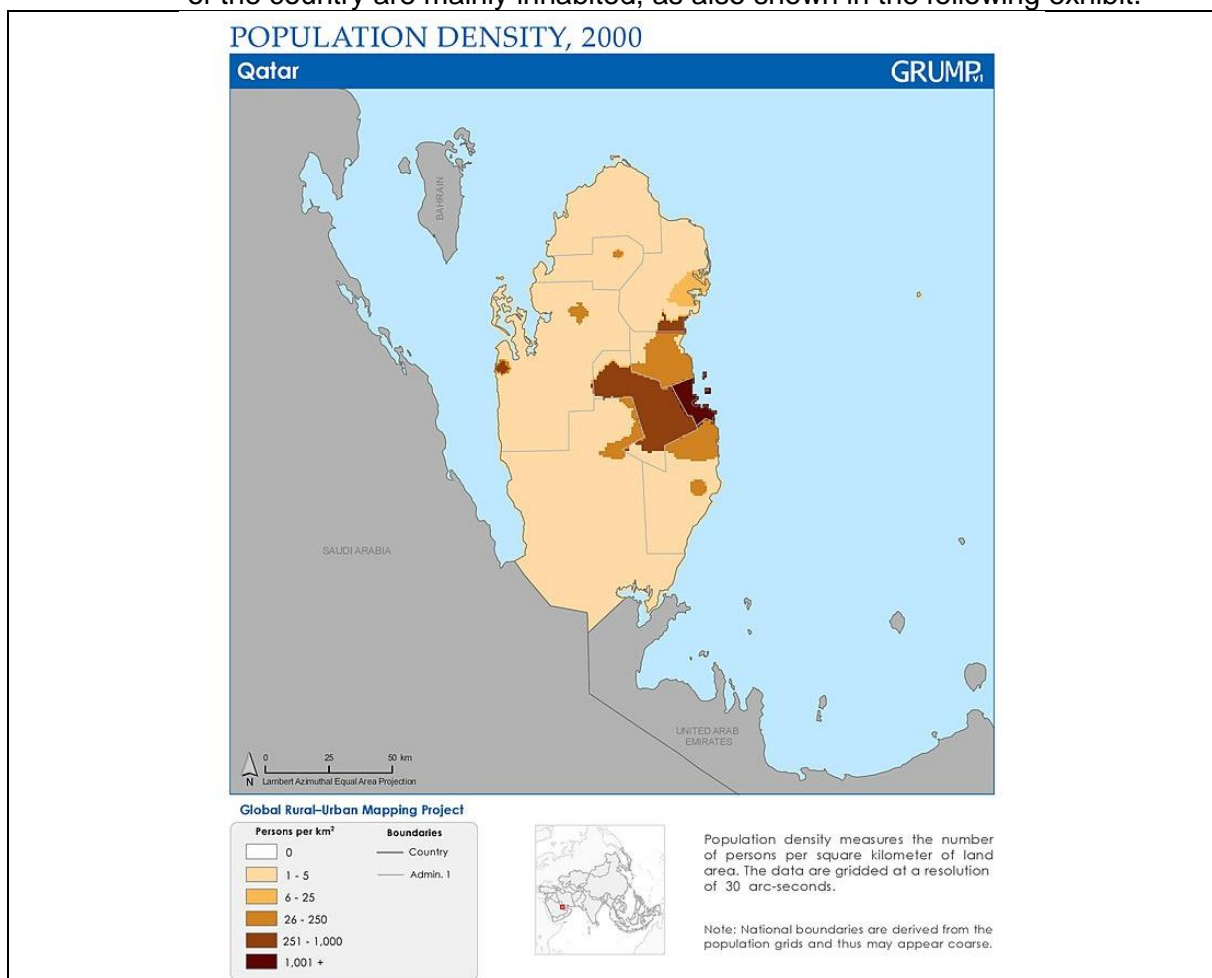 of the country are mainly inhabited, as also shown in the following exhibit.
POPULATION DENSITY, 2000
Qatar
GRUMPv1
BAHRAIN
SAUDI ARABIA
UNITED ARAB
EMIRATES
0 25 50 km
N Lambert Azimuthal Equal Area Projection
Global Rural–Urban Mapping Project
Persons per km²
0
1 - 5
6 - 25
26 - 250
251 - 1,000
1,001 +
Boundaries
Country
Admin. 1
Population density measures the number
of persons per square kilometer of land
area. The data are gridded at a resolution
of 30 arc-seconds.
Note: National boundaries are derived from the
population grids and thus may appear coarse.